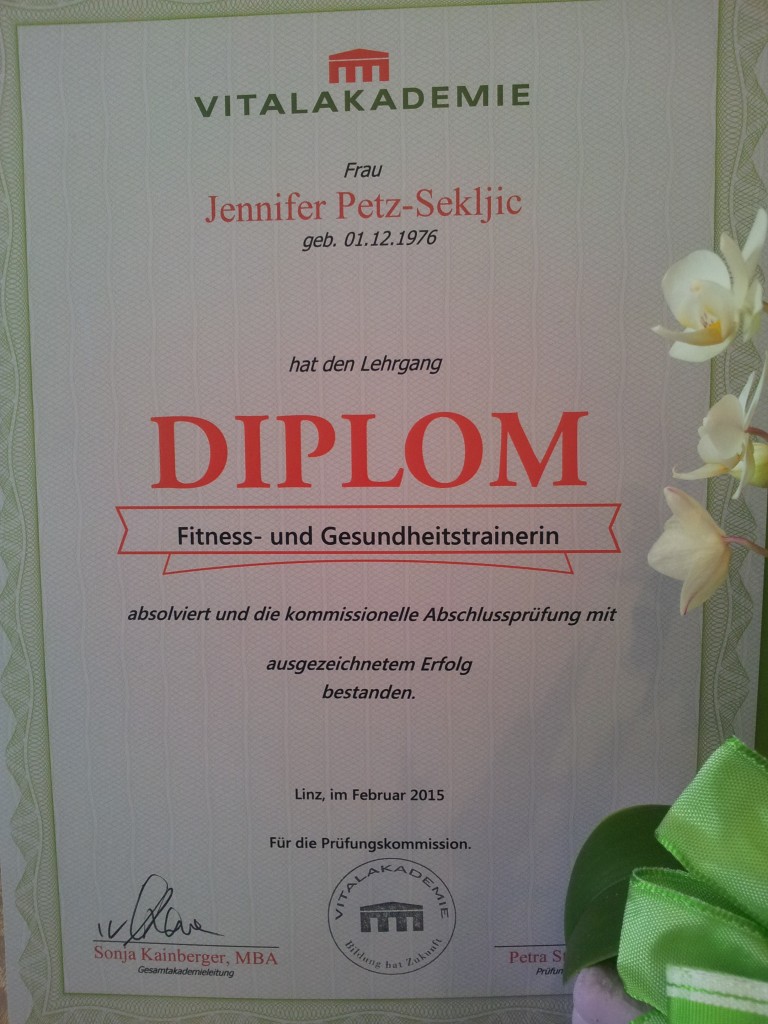 VITALAKADEMIE
Frau
Jennifer Petz-Sekljic
geb. 01.12.1976
hat den Lehrgang
DIPLOM
Fitness- und Gesundheitstrainerin
absolviert und die kommissionelle Abschlussprüfung mit
ausgezeichnetem Erfolg
bestanden.
Linz, im Februar 2015
Für die Prüfungskommission.
VITALAKADEMIE
Bildung hat Zukunft
Sonja Kainberger, MBA
Gesamtakademieleitung
Petra